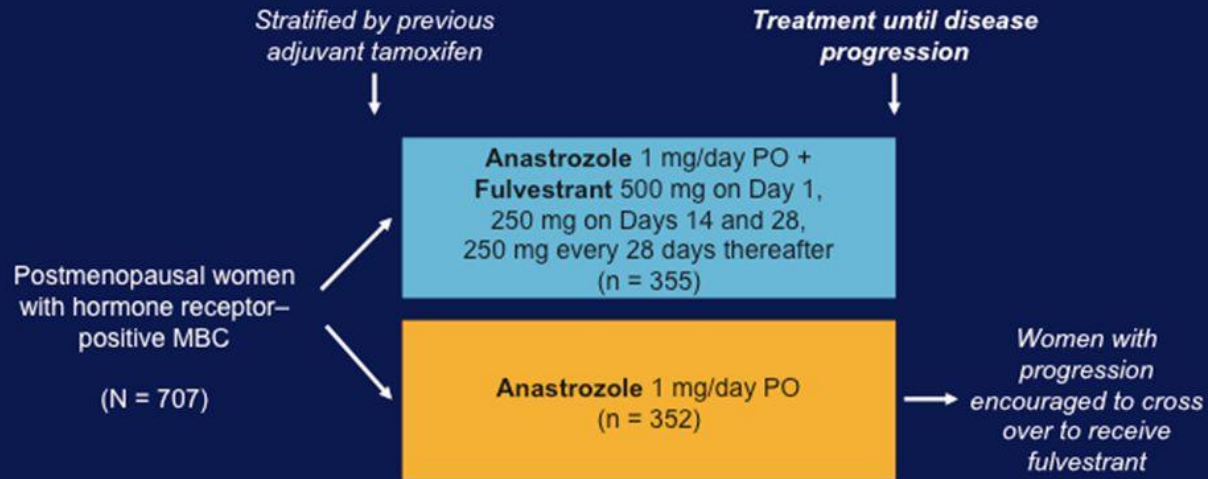 Stratified by previous
adjuvant tamoxifen
Treatment until disease
progression
Anastrozole 1 mg/day PO +
Fulvestrant 500 mg on Day 1,
250 mg on Days 14 and 28,
250 mg every 28 days thereafter
(n = 355)
Postmenopausal women
with hormone receptor–
positive MBC
(N = 707)
Anastrozole 1 mg/day PO
(n = 352)
Women with
progression
encouraged to cross
over to receive
fulvestrant